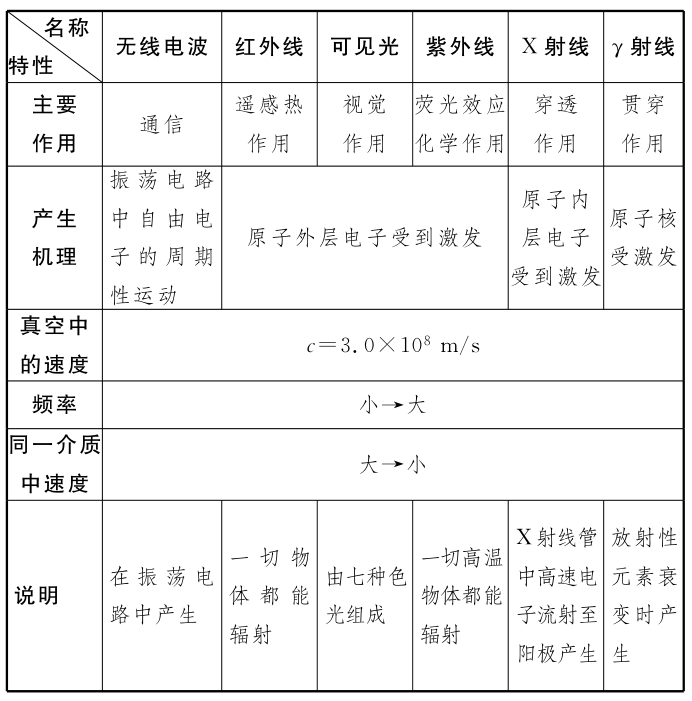 名称
特性
无线电波
红外线
可见光
紫外线
X 射线
γ 射线
主要
作用
通信
遥感热
作用
视觉
作用
荧光效应
化学作用
穿透
作用
贯穿
作用
产生
机理
振荡电路
中自由电
子的周期
性运动
原子外层电子受到激发
原子内
层电子
受到激发
原子核
受激发
真空中
的速度
c=3.0×10⁸ m/s
频率
小→大
同一介质
中速度
大→小
说明
在振荡电
路中产生
一切物
体都能
辐射
由七种色
光组成
一切高温
物体都能
辐射
X 射线管
中高速电
子流射至
阳极产生
放射性
元素衰
变时产
生